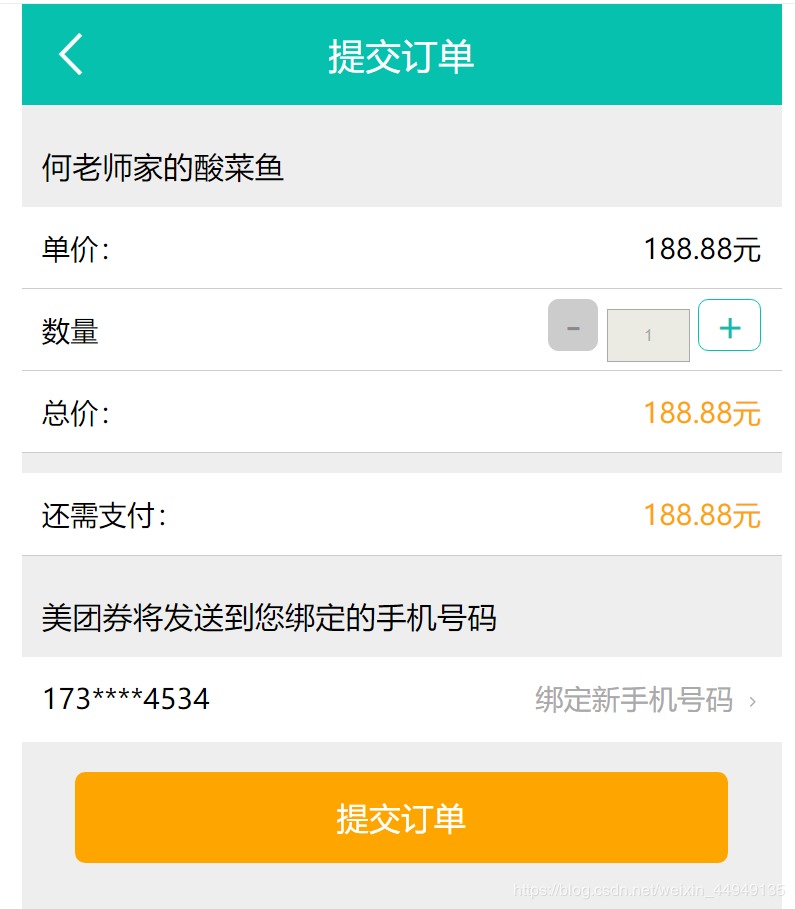 提交订单
何老师家的酸菜鱼
单价： 188.88元
数量 - 1 +
总价： 188.88元
还需支付： 188.88元
美团券将发送到您绑定的手机号码
173****4534 绑定新手机号码 ›
提交订单
https://blog.csdn.net/weixin_44949135